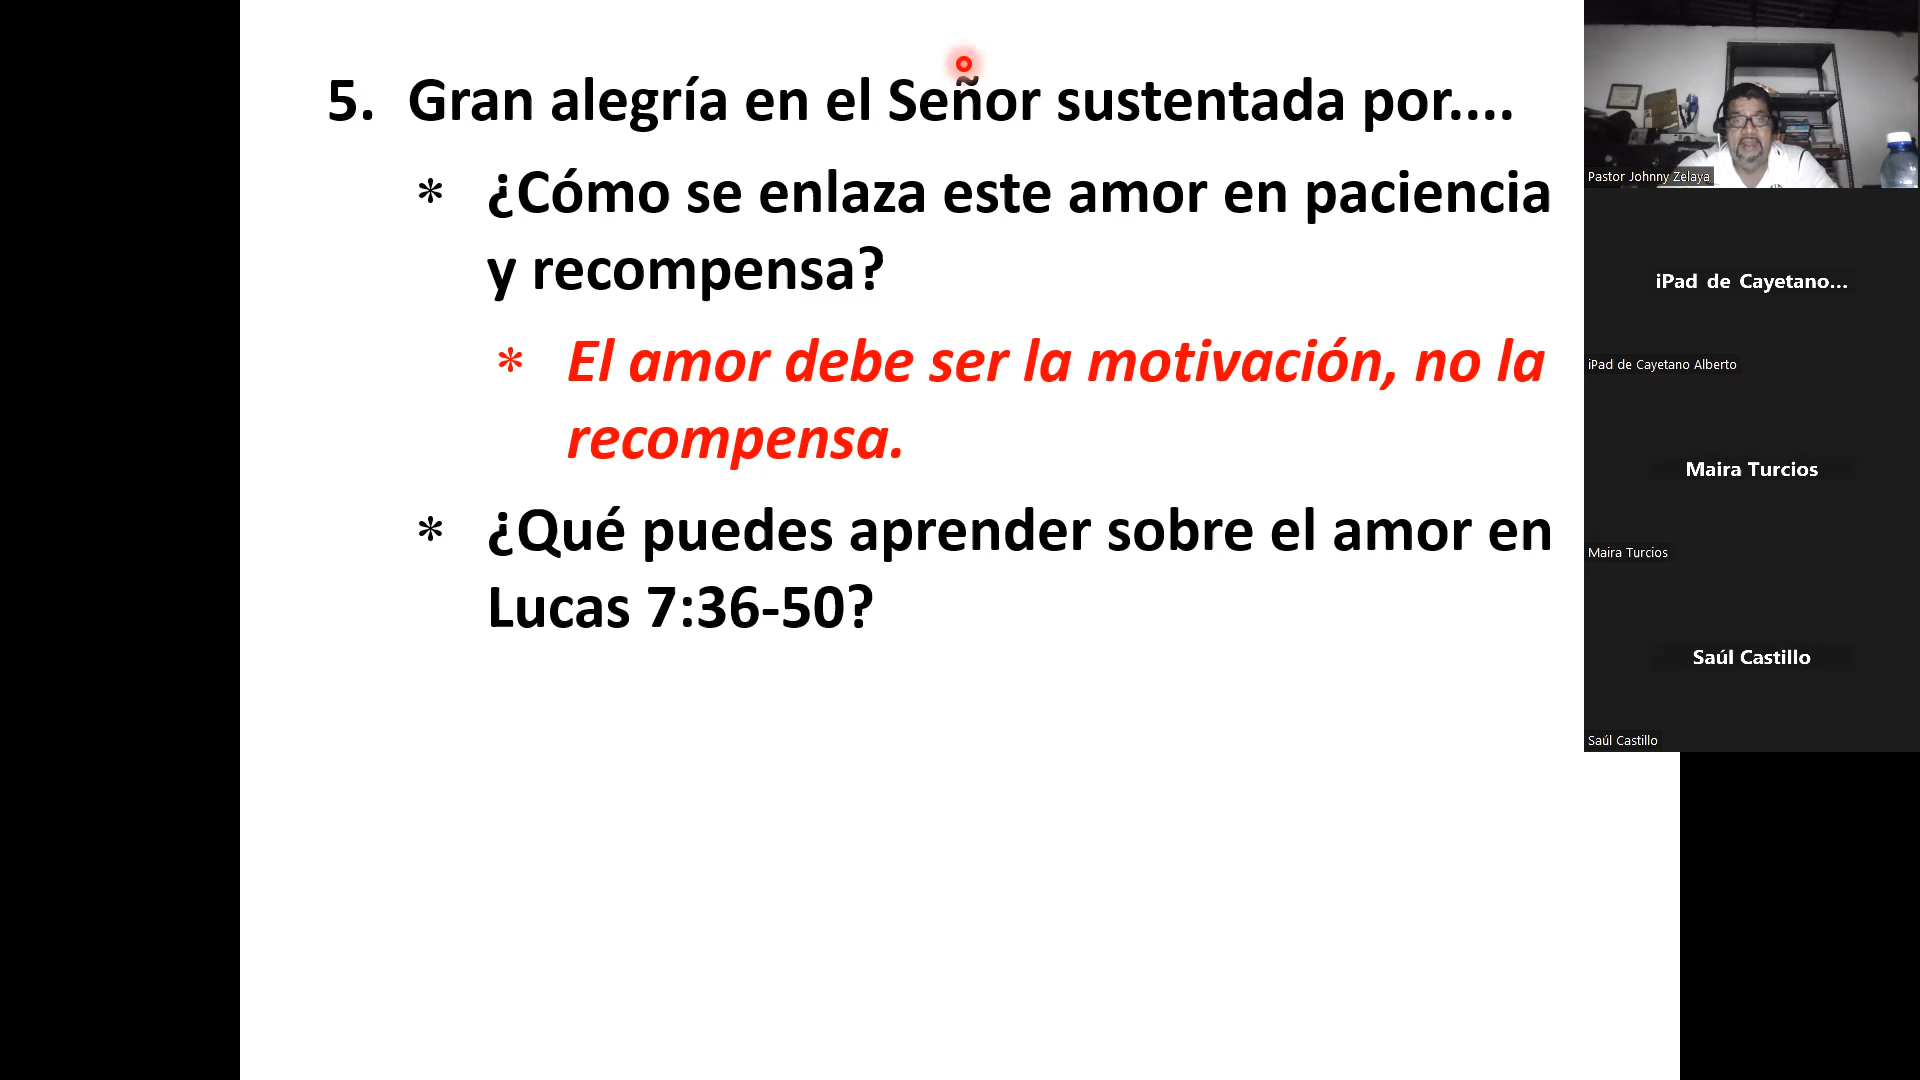 5. Gran alegría en el Señor sustentada por....
* ¿Cómo se enlaza este amor en paciencia
y recompensa?
* El amor debe ser la motivación, no la
recompensa.
* ¿Qué puedes aprender sobre el amor en
Lucas 7:36-50?
Pastor Johnny Zelaya
iPad de Cayetano...
iPad de Cayetano Alberto
Maira Turcios
Maira Turcios
Saúl Castillo
Saúl Castillo